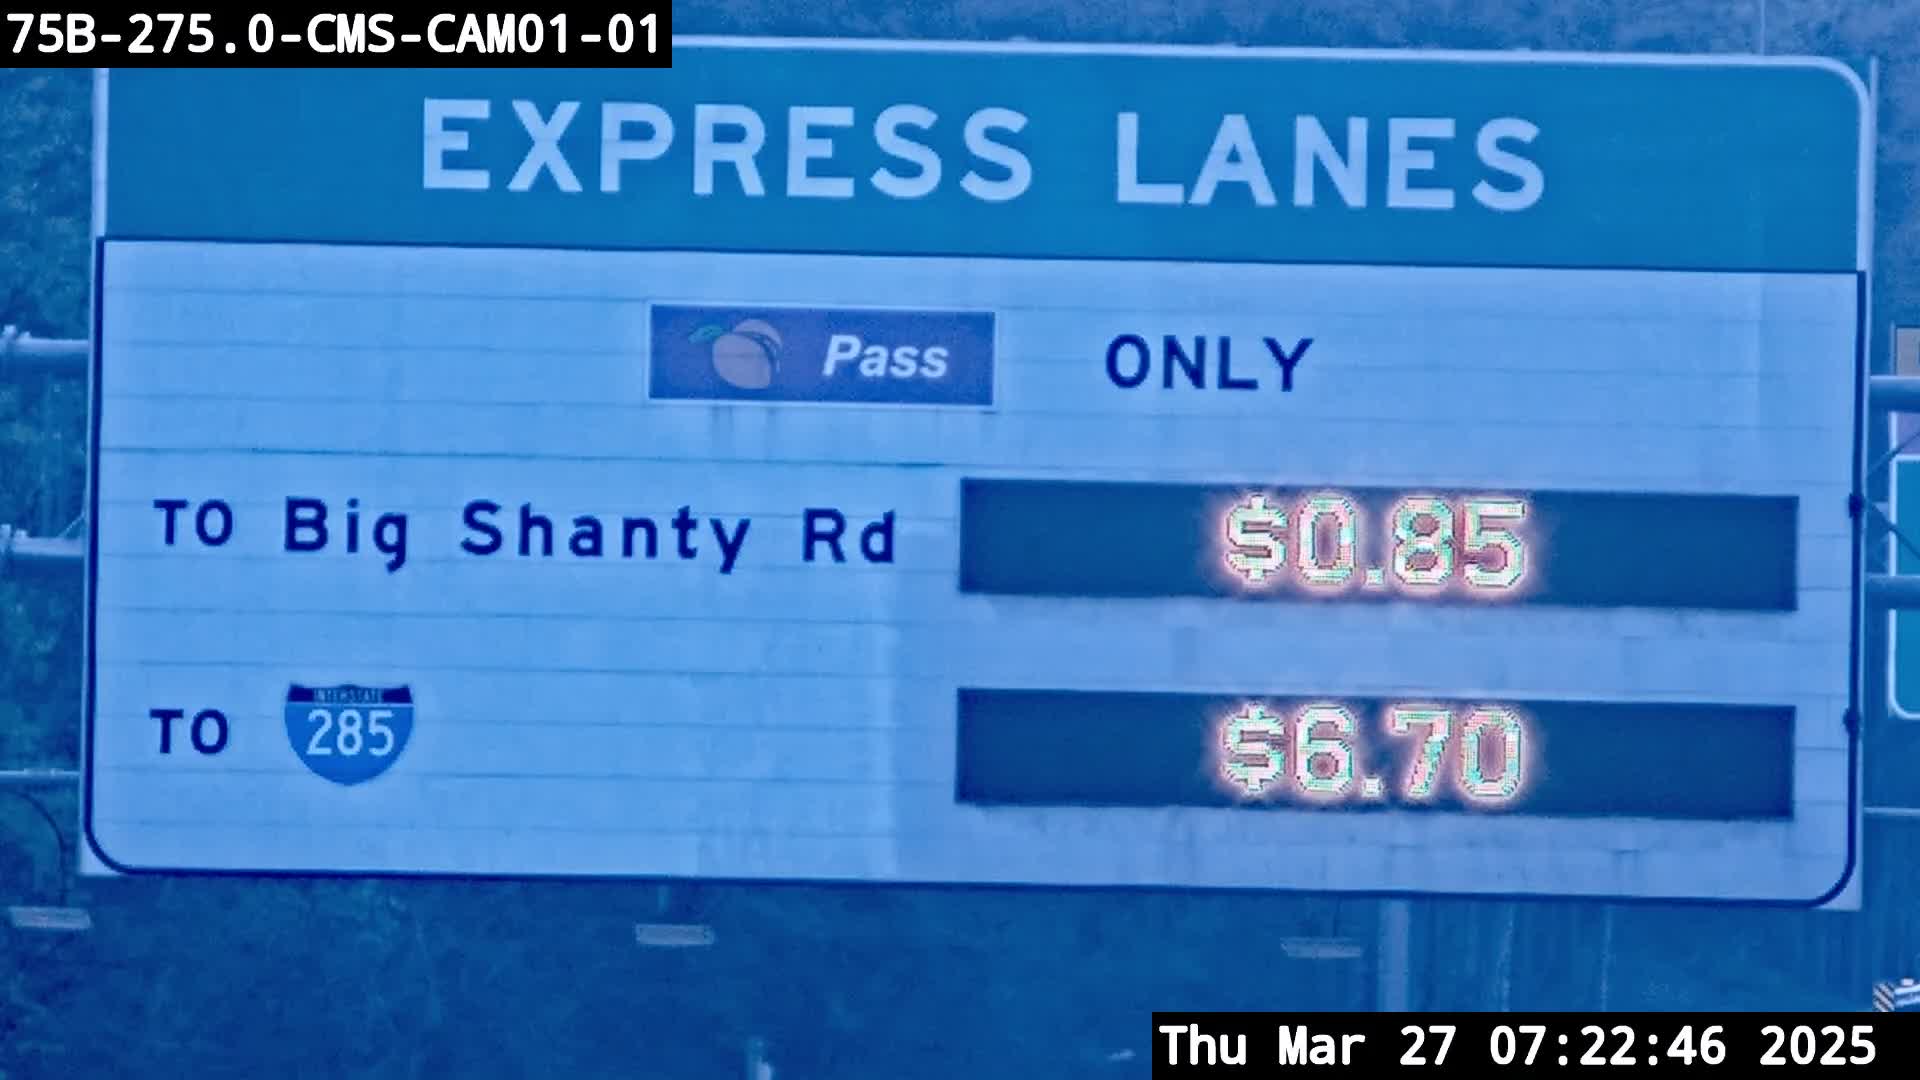 75B-275.0-CMS-CAM01-01
EXPRESS LANES
Pass ONLY
TO Big Shanty Rd $0.85
INTERSTATE
TO 285 $6.70
Thu Mar 27 07:22:46 2025